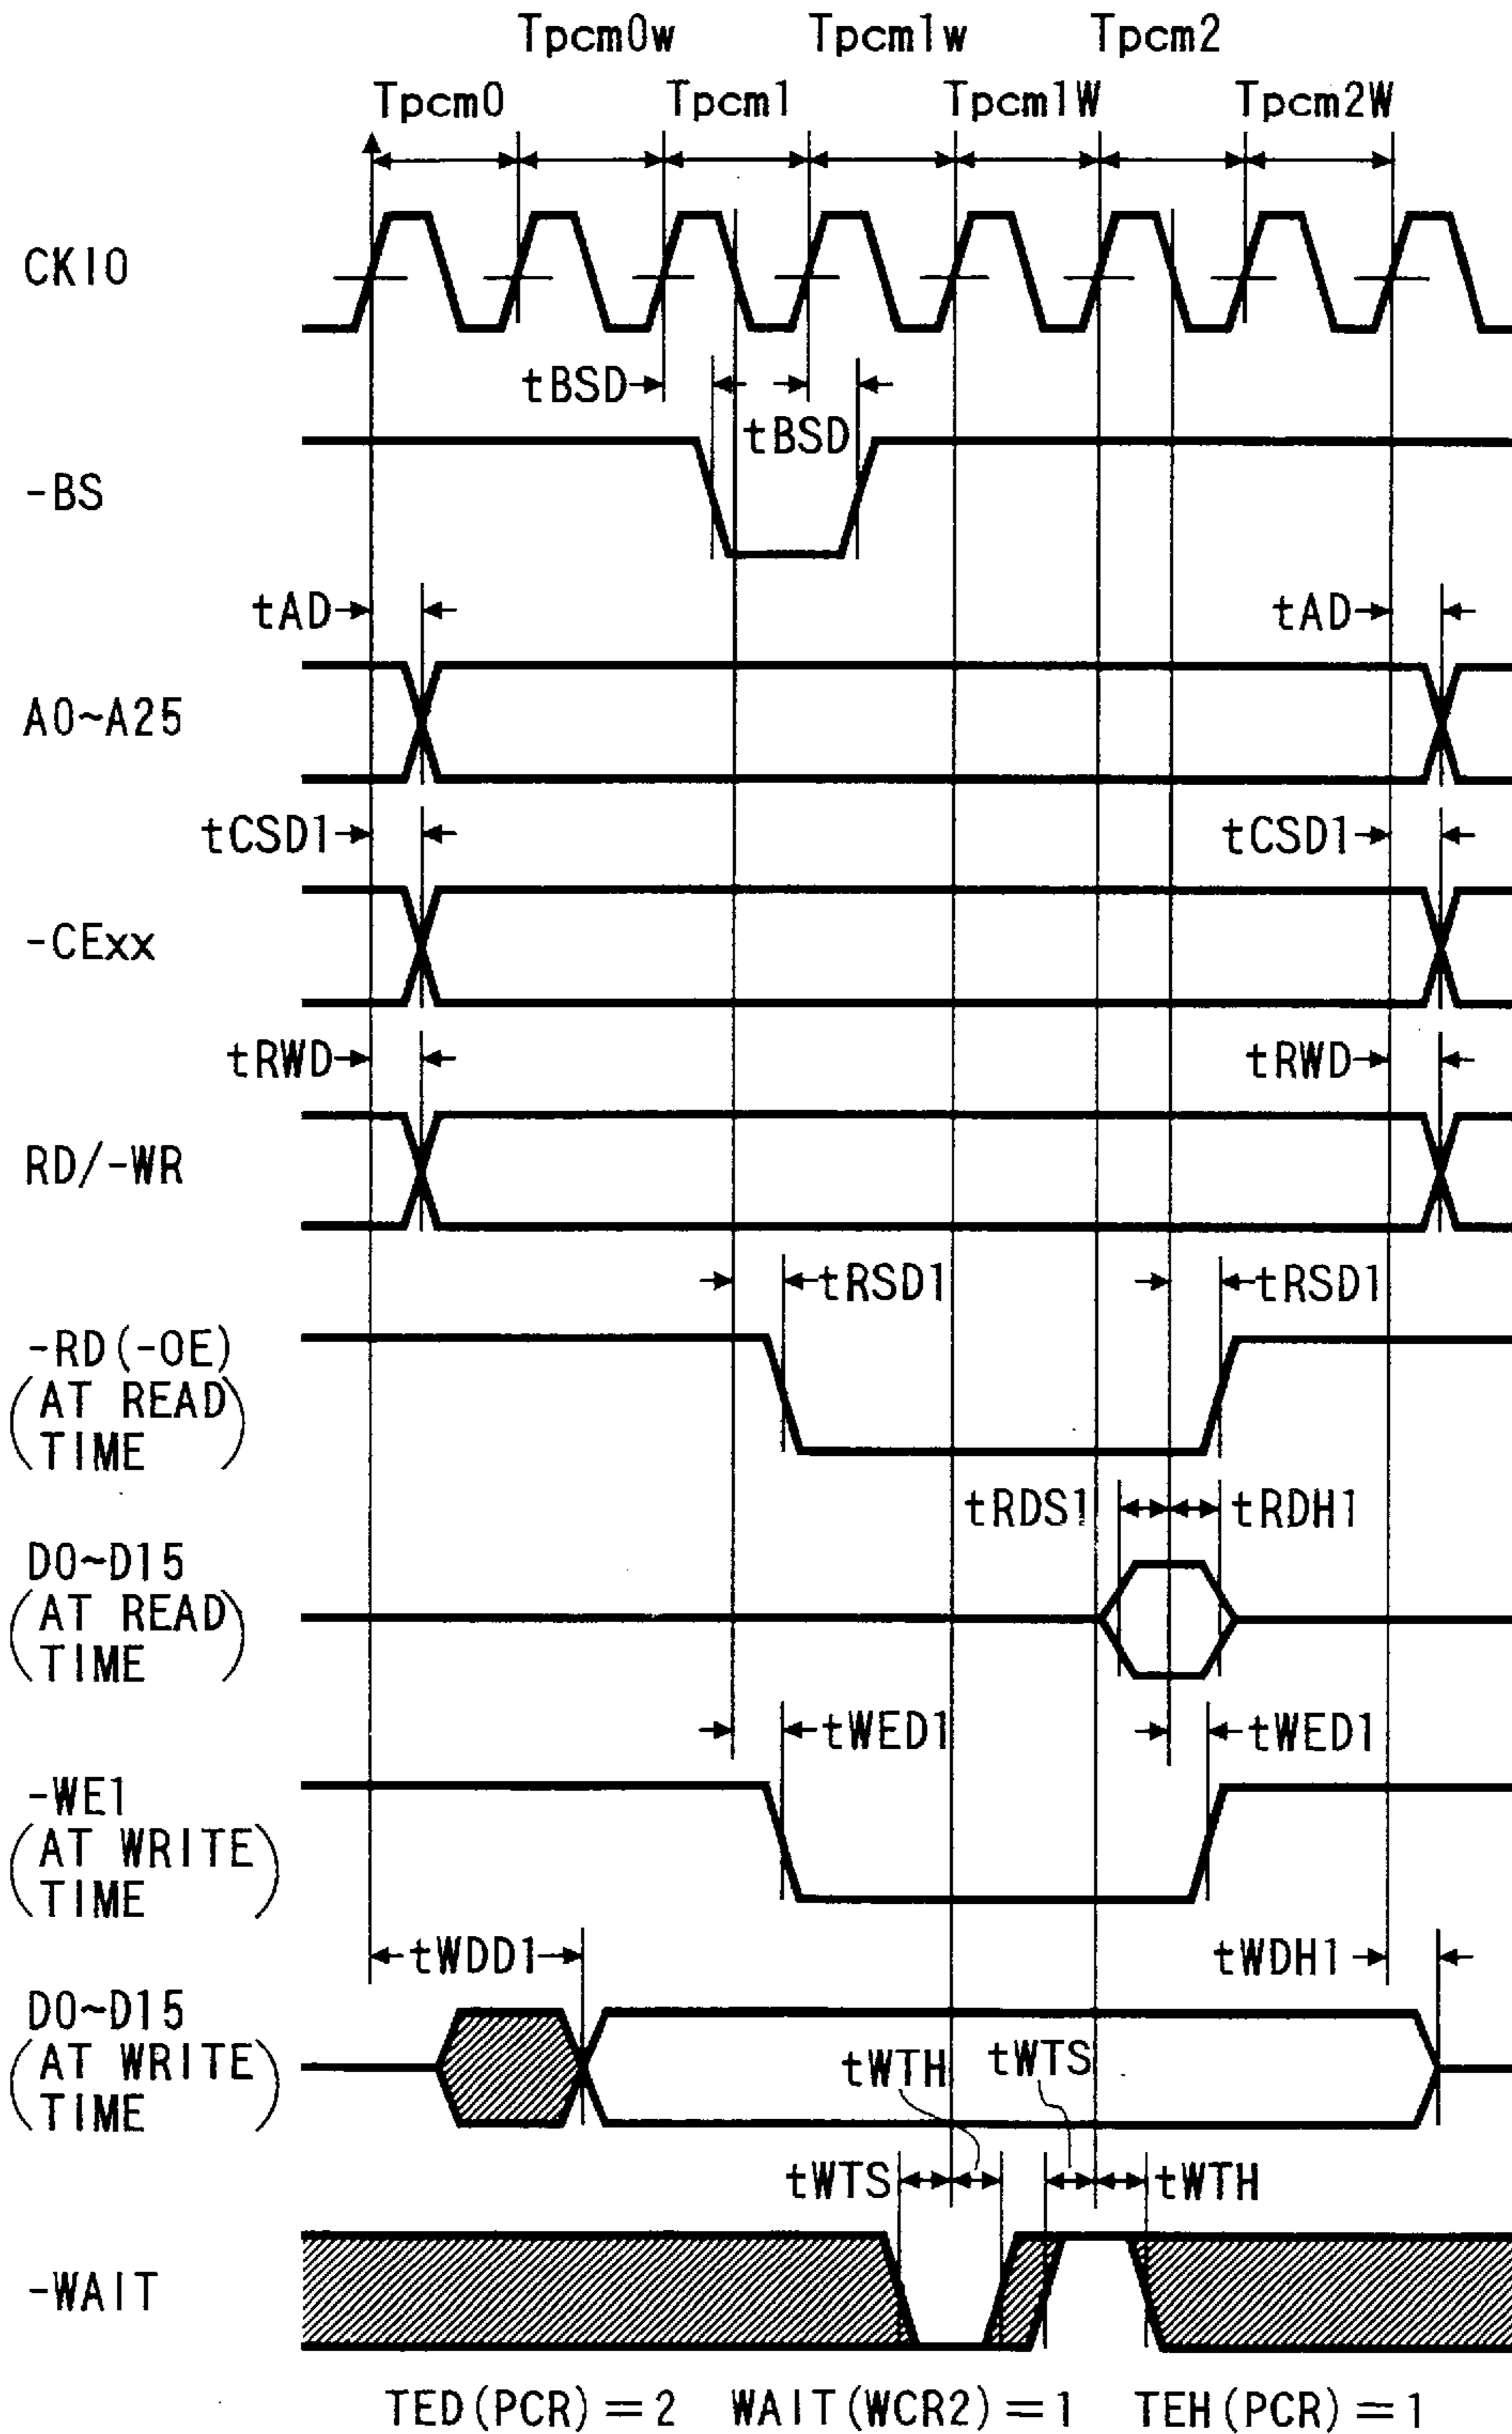 Tpcm0w Tpcm1w Tpcm2
Tpcm0 Tpcm1 Tpcm1W Tpcm2W
CKIO
tBSD
tBSD
-BS
tAD tAD
A0~A25
tCSD1 tCSD1
-CExx
tRWD tRWD
RD/-WR
tRSD1 tRSD1
-RD(-OE)
(AT READ
TIME)
tRDS1 tRDH1
D0~D15
(AT READ
TIME)
tWED1 tWED1
-WE1
(AT WRITE
TIME)
tWDD1 tWDH1
D0~D15
(AT WRITE
TIME)
tWTH tWTS
tWTS tWTH
-WAIT
TED(PCR)=2 WAIT(WCR2)=1 TEH(PCR)=1